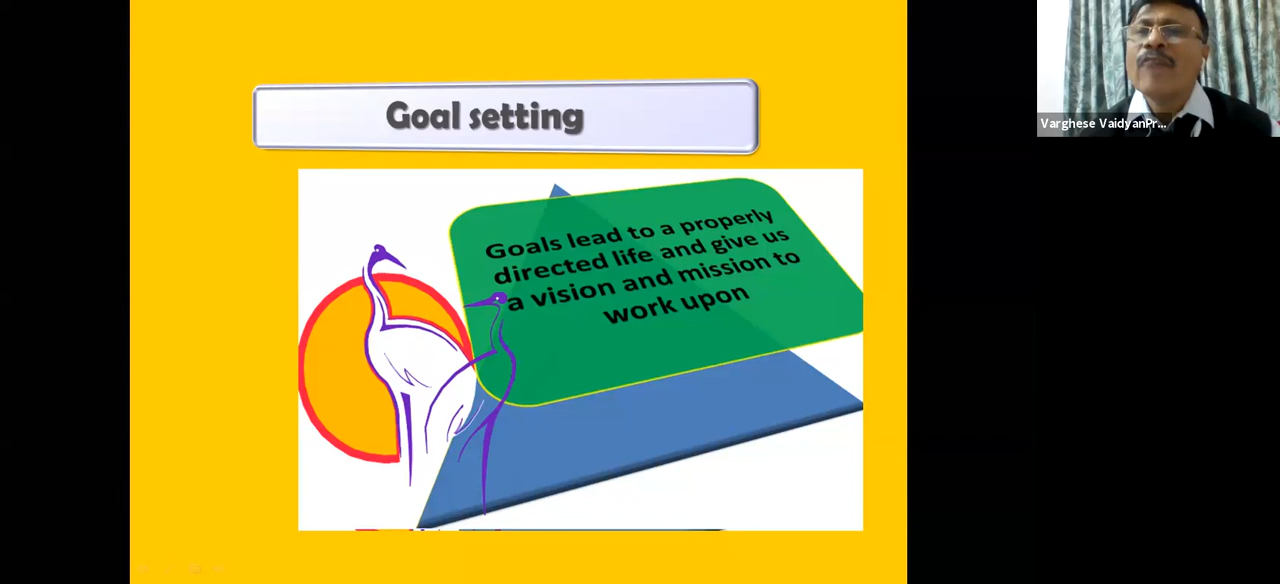 Goal setting
Goals lead to a properly
directed life and give us
a vision and mission to
work upon
Varghese VaidyanPr...